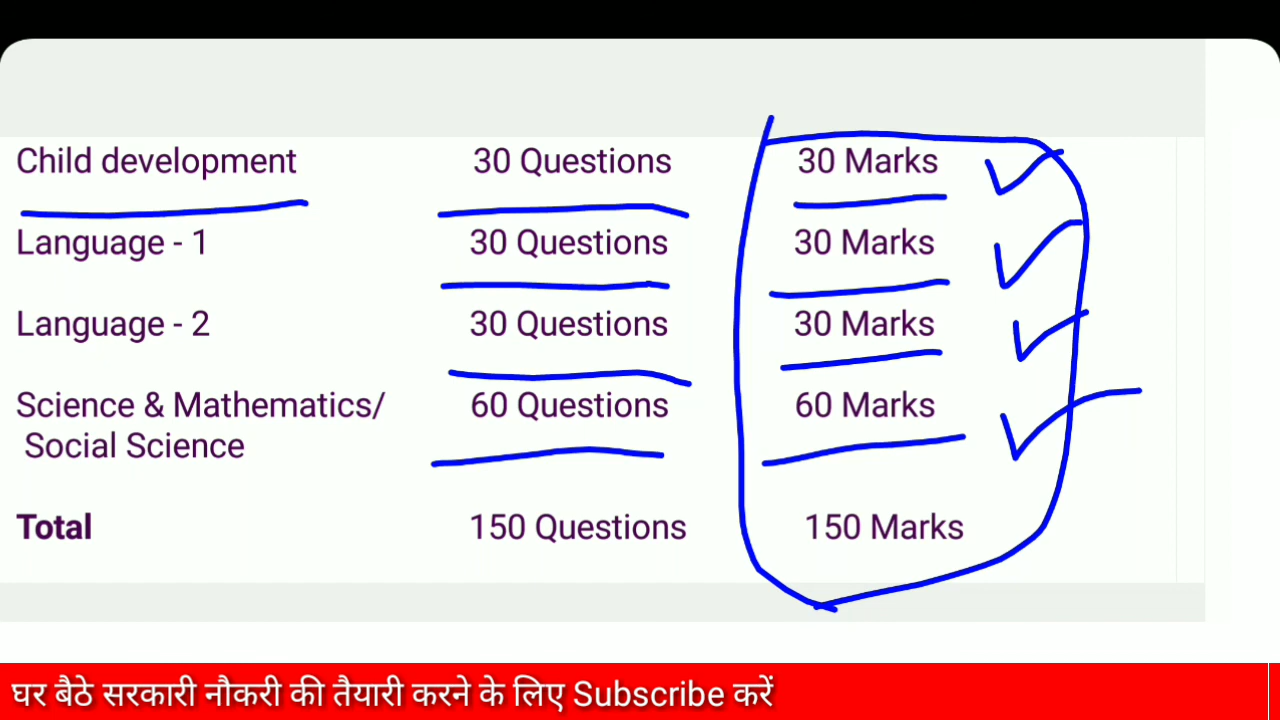 Child development 30 Questions 30 Marks
Language - 1 30 Questions 30 Marks
Language - 2 30 Questions 30 Marks
Science & Mathematics/ 60 Questions 60 Marks
Social Science
Total 150 Questions 150 Marks
घर बैठे सरकारी नौकरी की तैयारी करने के लिए Subscribe करें